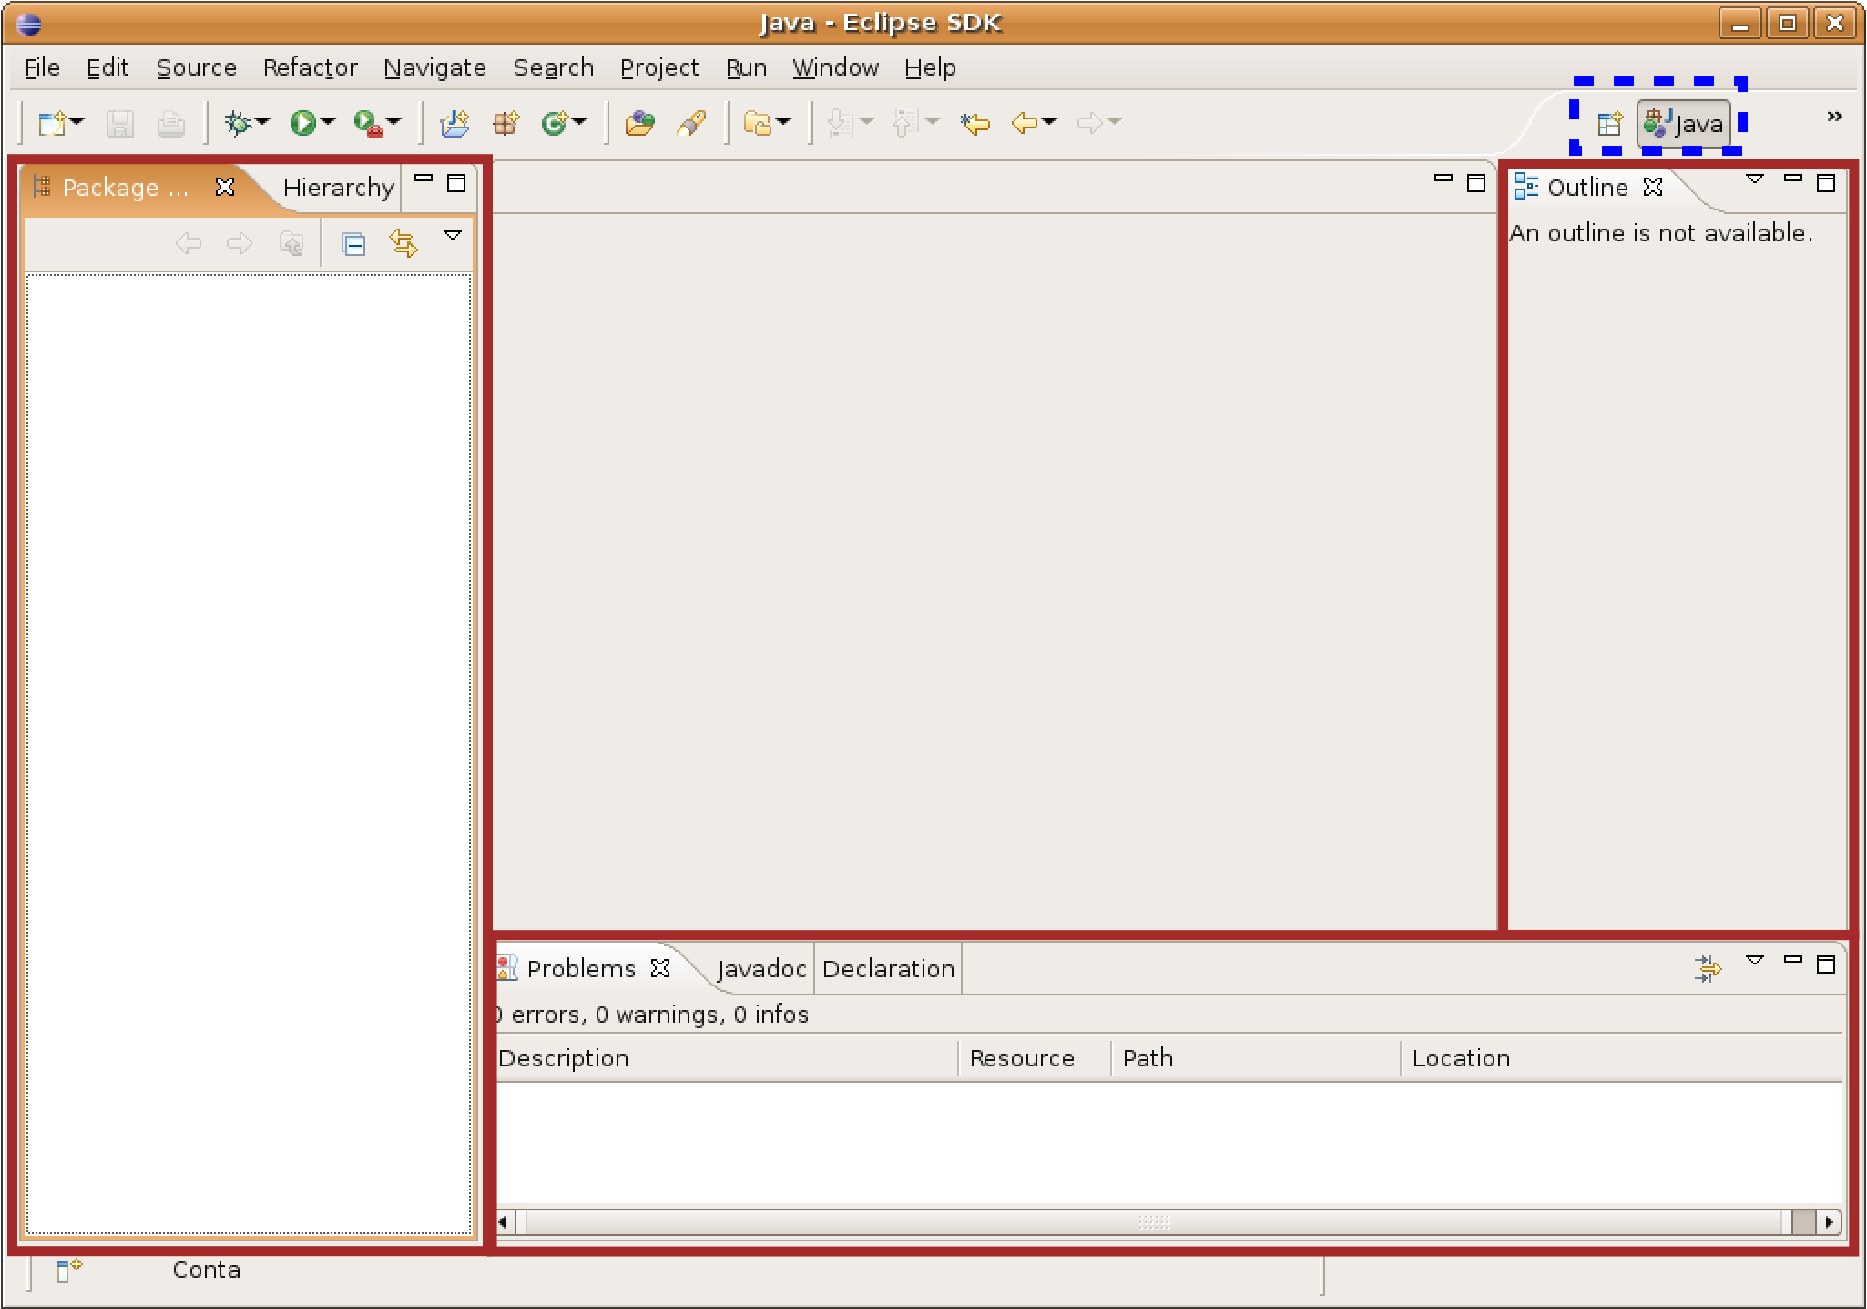 Java - Eclipse SDK
File Edit Source Refactor Navigate Search Project Run Window Help
Java
Package ... Hierarchy
Outline
An outline is not available.
Problems Javadoc Declaration
0 errors, 0 warnings, 0 infos
Description Resource Path Location
Conta